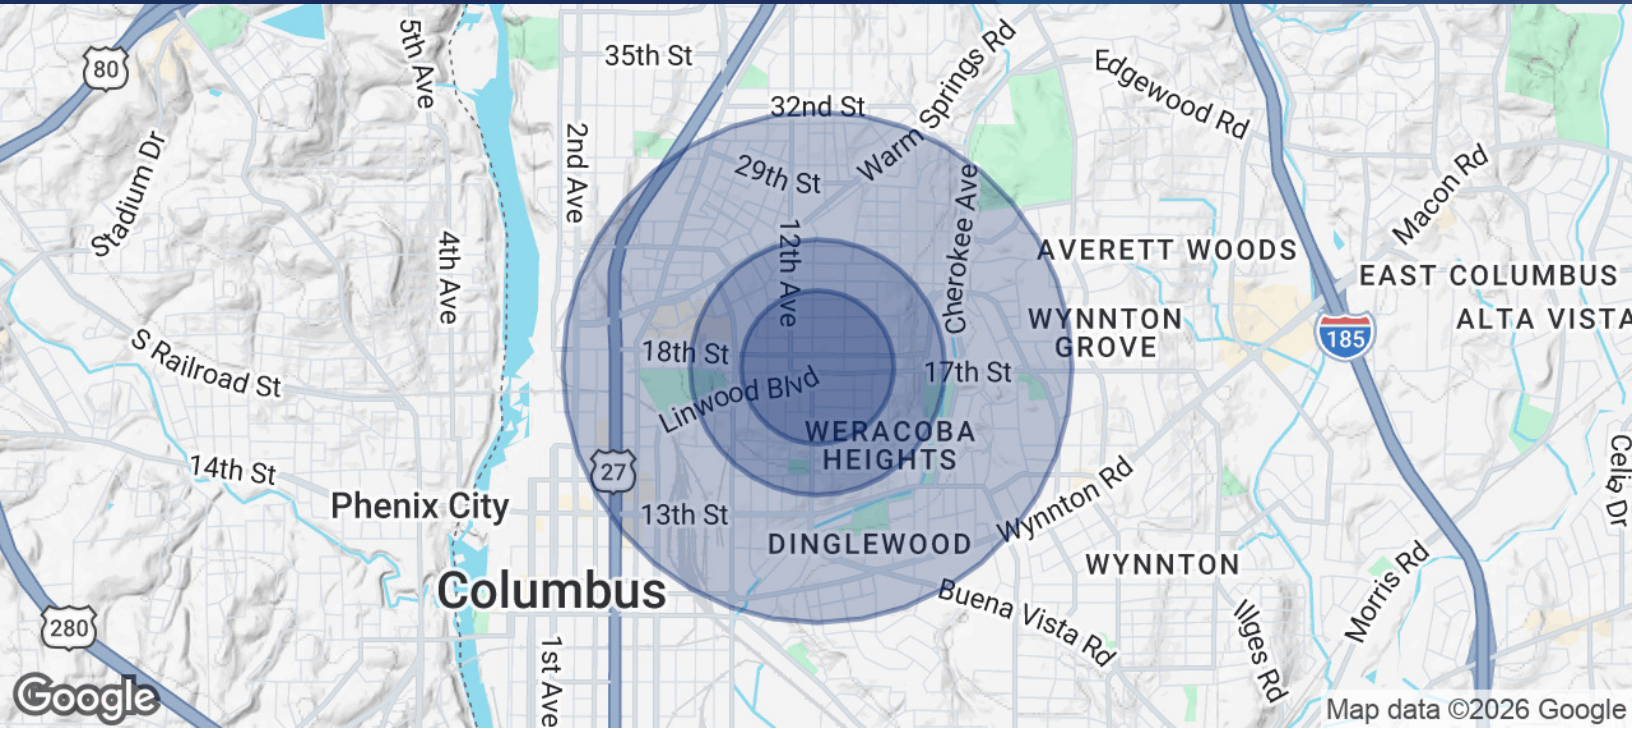 35th St
5th Ave
80
Warm Springs Rd
Edgewood Rd
32nd St
2nd Ave
Stadium Dr
29th St
Macon Rd
Cherokee Ave
12th Ave
4th Ave
AVERETT WOODS
EAST COLUMBUS
WYNNTON
GROVE
ALTA VISTA
185
S Railroad St
18th St
17th St
Linwood Blvd
WERACOBA
HEIGHTS
14th St
27
Celia Dr
Phenix City
13th St
Wynnton Rd
DINGLEWOOD
WYNNTON
Columbus
Buena Vista Rd
Morris Rd
280
Illges Rd
1st Ave
Google
Map data ©2026 Google